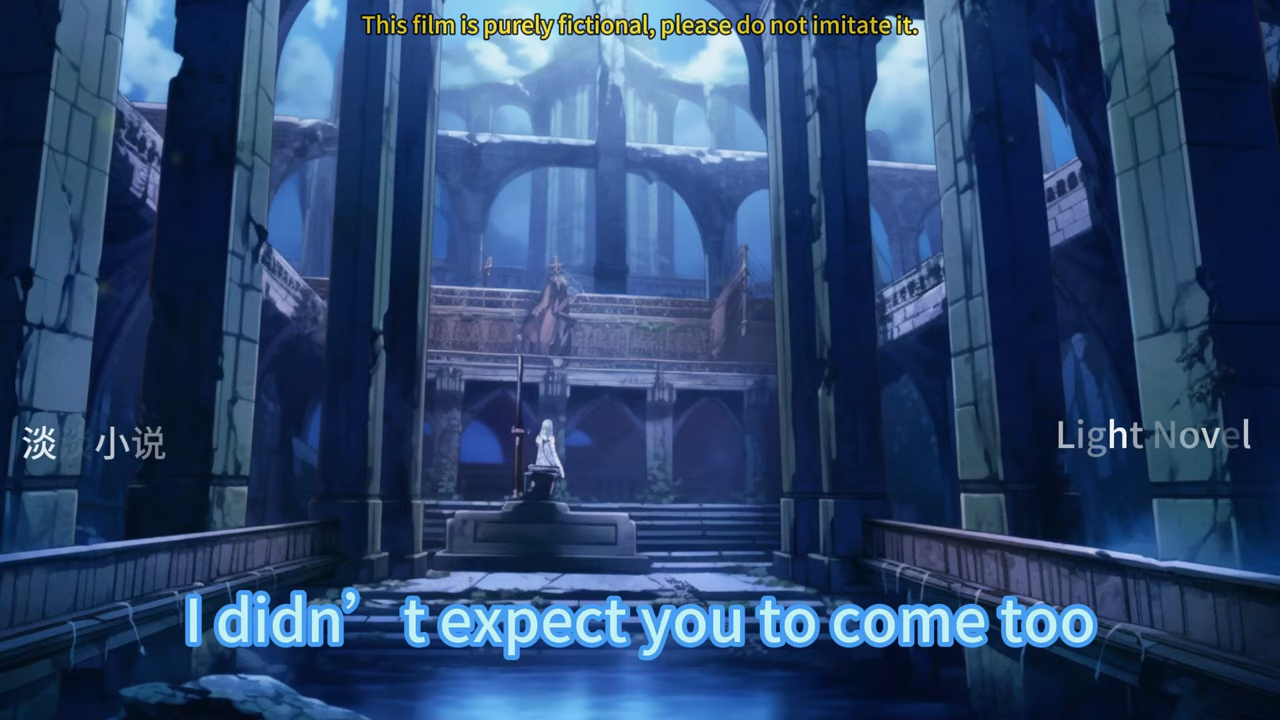 This film is purely fictional, please do not imitate it.
淡淡小说
Light Novel
I didn’t expect you to come too